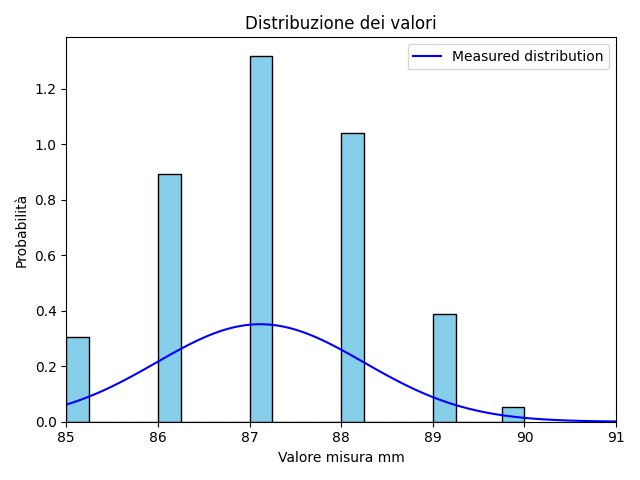 Distribuzione dei valori
Measured distribution
Probabilità
1.2
1.0
0.8
0.6
0.4
0.2
0.0
85 86 87 88 89 90 91
Valore misura mm